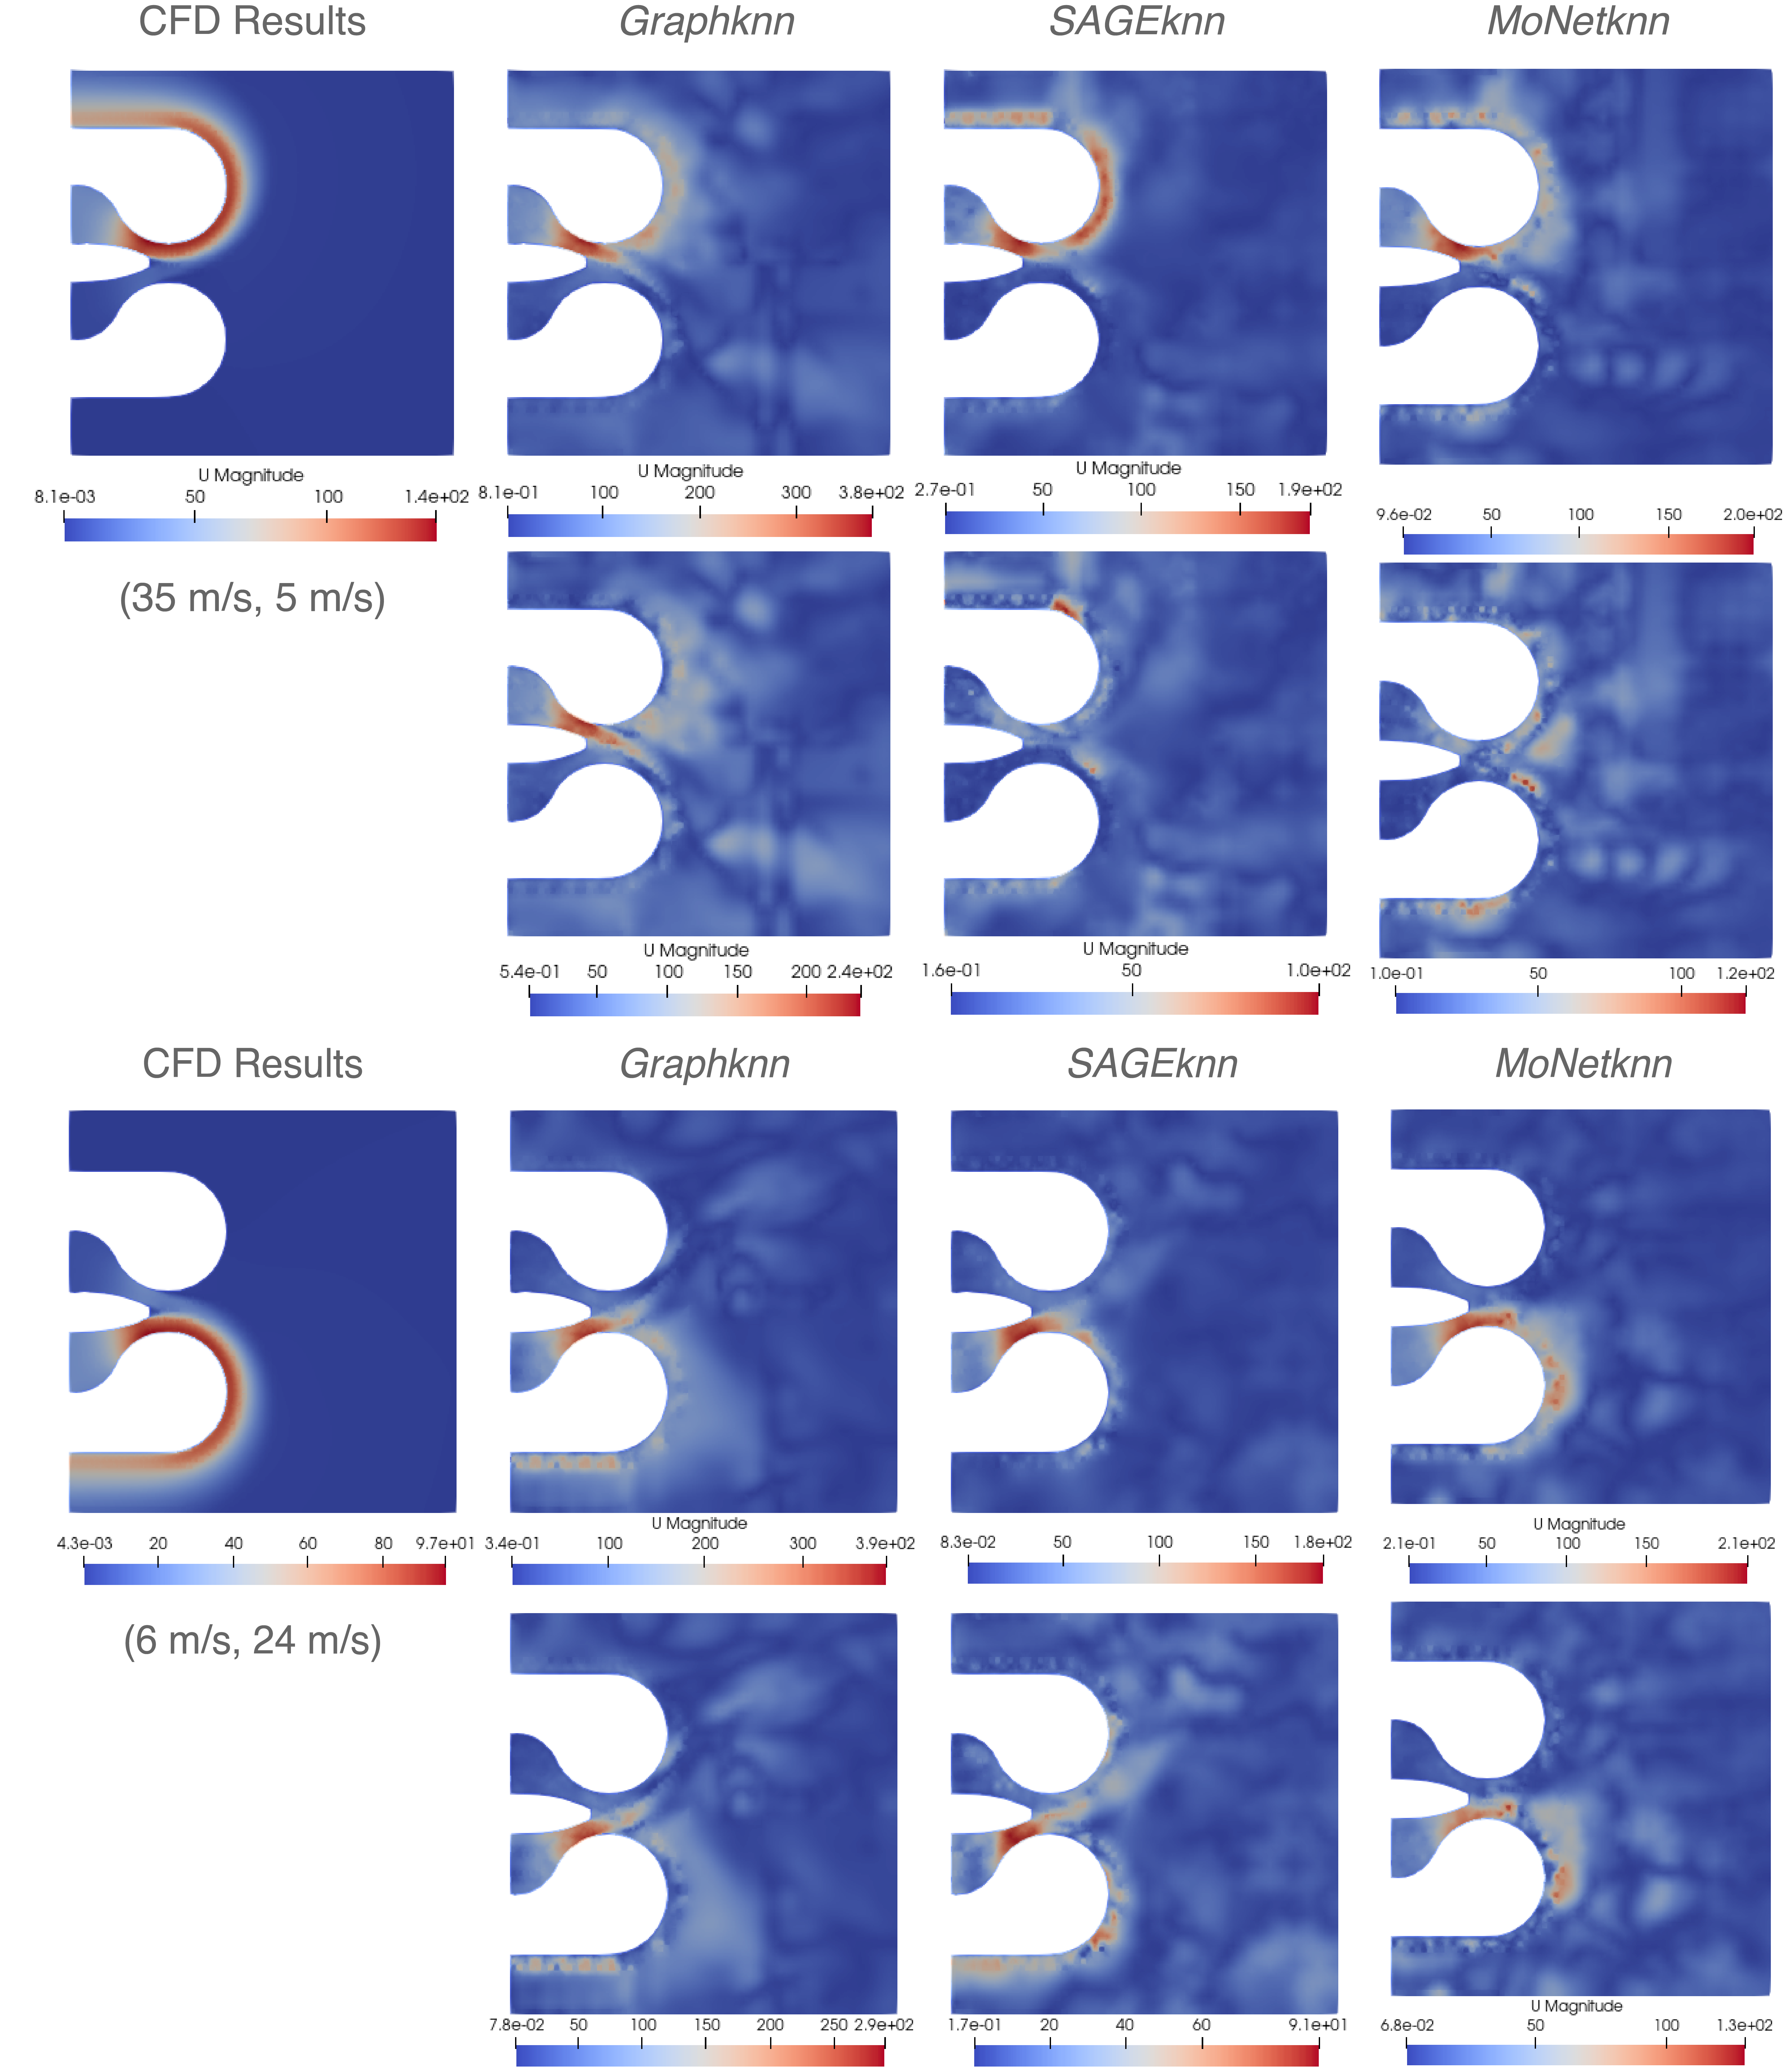 CFD Results Graphknn SAGEknn MoNetknn
U Magnitude
8.1e-03 50 100 1.4e+02
U Magnitude
8.1e-01 100 200 300 3.8e+02
U Magnitude
2.7e-01 50 100 150 1.9e+02
9.6e-02 50 100 150 2.0e+02
(35 m/s, 5 m/s)
U Magnitude
5.4e-01 50 100 150 200 2.4e+02
U Magnitude
1.6e-01 50 1.0e+02
1.0e-01 50 100 1.2e+02
CFD Results Graphknn SAGEknn MoNetknn
4.3e-03 20 40 60 80 9.7e+01
U Magnitude
3.4e-01 100 200 300 3.9e+02
8.3e-02 50 100 150 1.8e+02
U Magnitude
2.1e-01 50 100 150 2.1e+02
(6 m/s, 24 m/s)
7.8e-02 50 100 150 200 250 2.9e+02
1.7e-01 20 40 60 9.1e+01
U Magnitude
6.8e-02 50 100 1.3e+02